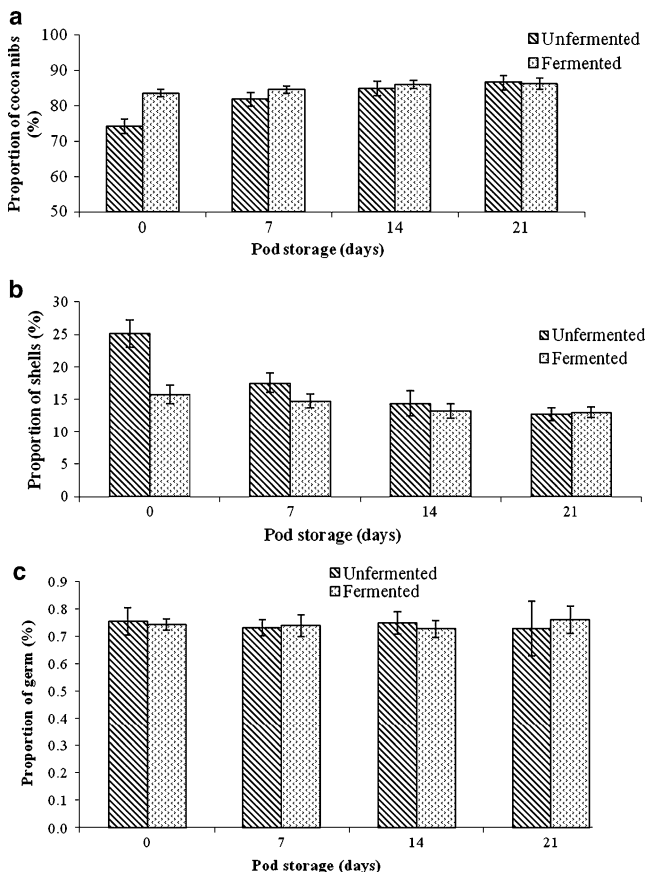 a
Proportion of cocoa nibs
(%)
100
90
80
70
60
50
Unfermented
Fermented
0 7 14 21
Pod storage (days)
b
Proportion of shells (%)
30
25
20
15
10
5
0
Unfermented
Fermented
0 7 14 21
Pod storage (days)
c
Proportion of germ (%)
0.9
0.8
0.7
0.6
0.5
0.4
0.3
0.2
0.1
0.0
Unfermented
Fermented
0 7 14 21
Pod storage (days)